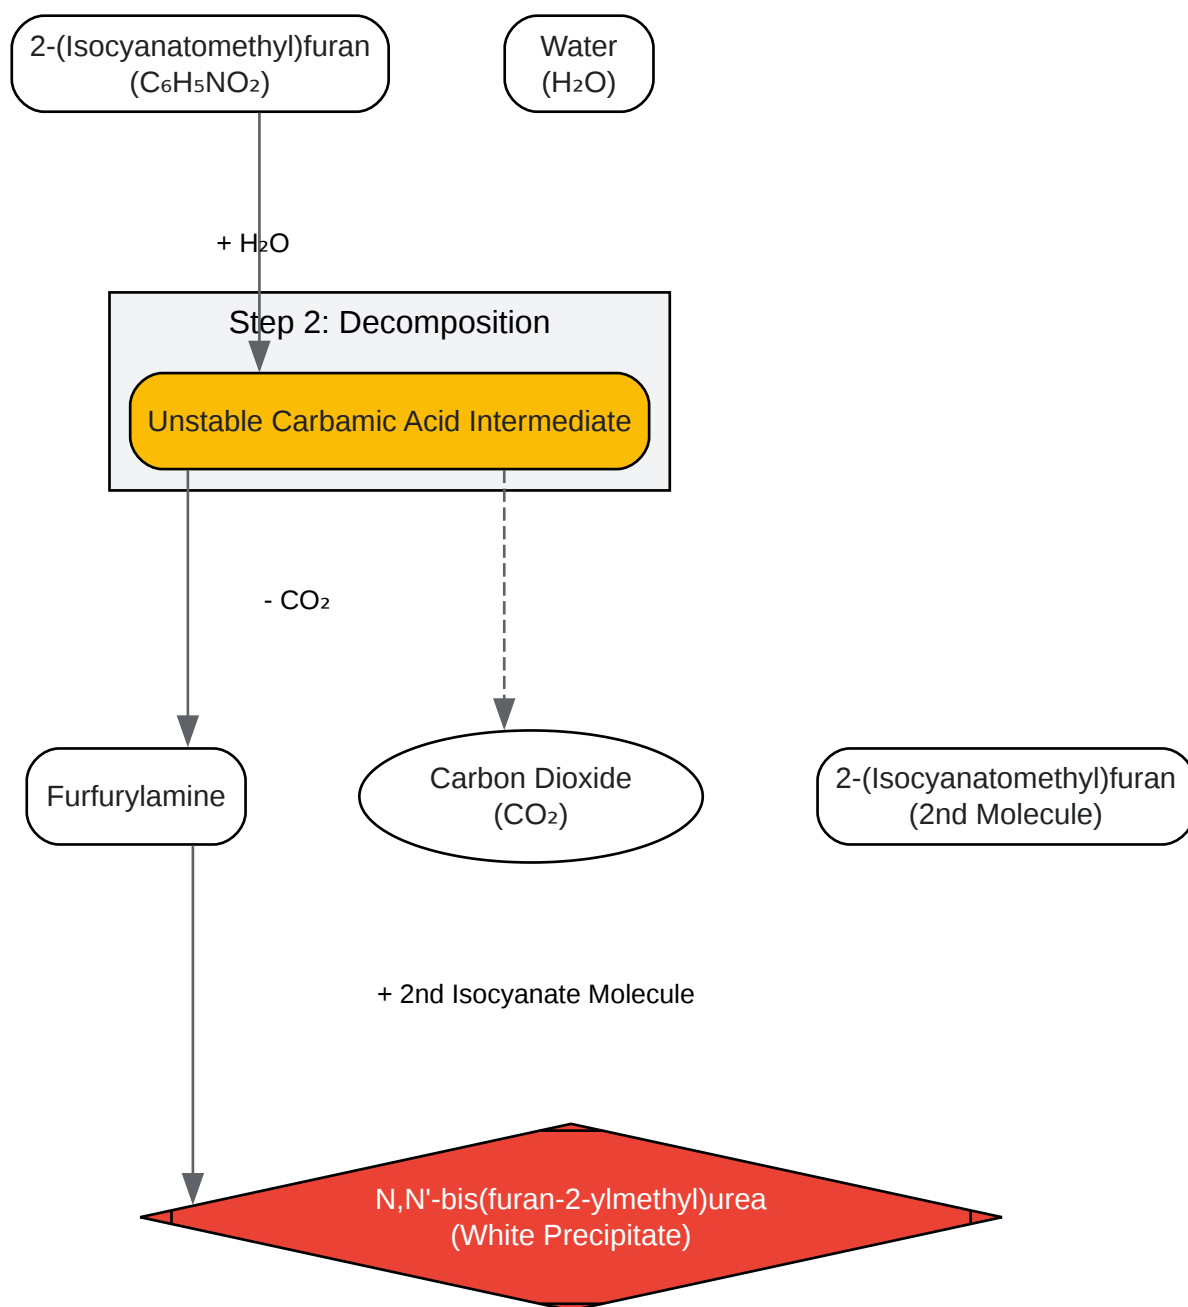 2-(Isocyanatomethyl)furan
(C₆H₅NO₂)
Water
(H₂O)
+ H₂O
Step 2: Decomposition
Unstable Carbamic Acid Intermediate
- CO₂
Furfurylamine
Carbon Dioxide
(CO₂)
2-(Isocyanatomethyl)furan
(2nd Molecule)
+ 2nd Isocyanate Molecule
N,N'-bis(furan-2-ylmethyl)urea
(White Precipitate)